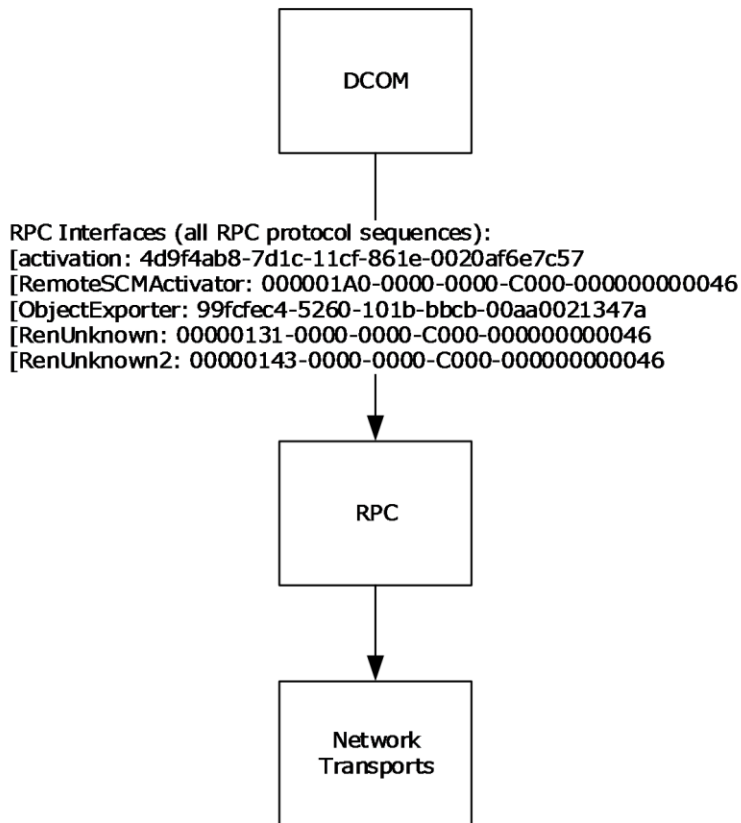 DCOM
RPC Interfaces (all RPC protocol sequences):
[activation: 4d9f4ab8-7d1c-11cf-861e-0020af6e7c57
[RemoteSCMActivator: 000001A0-0000-0000-C000-000000000046
[ObjectExporter: 99fcfec4-5260-101b-bbcb-00aa0021347a
[RenUnknown: 00000131-0000-0000-C000-000000000046
[RenUnknown2: 00000143-0000-0000-C000-000000000046
RPC
Network
Transports